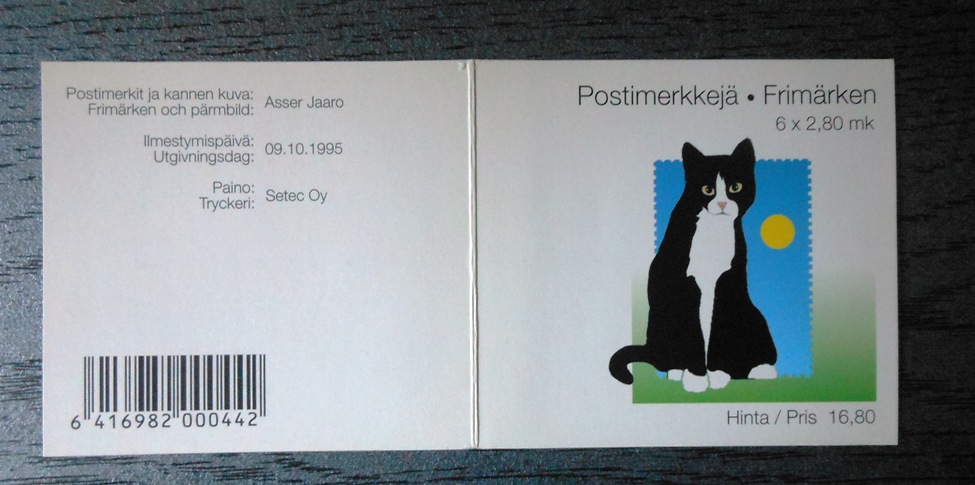 Postimerkit ja kannen kuva:
Frimärken och pärmbild:
Asser Jaaro
Ilmestymispäivä:
Utgivningsdag:
09.10.1995
Paino:
Tryckeri:
Setec Oy
6 416982 000442
Postimerkkejä • Frimärken
6 x 2,80 mk
Hinta / Pris 16,80